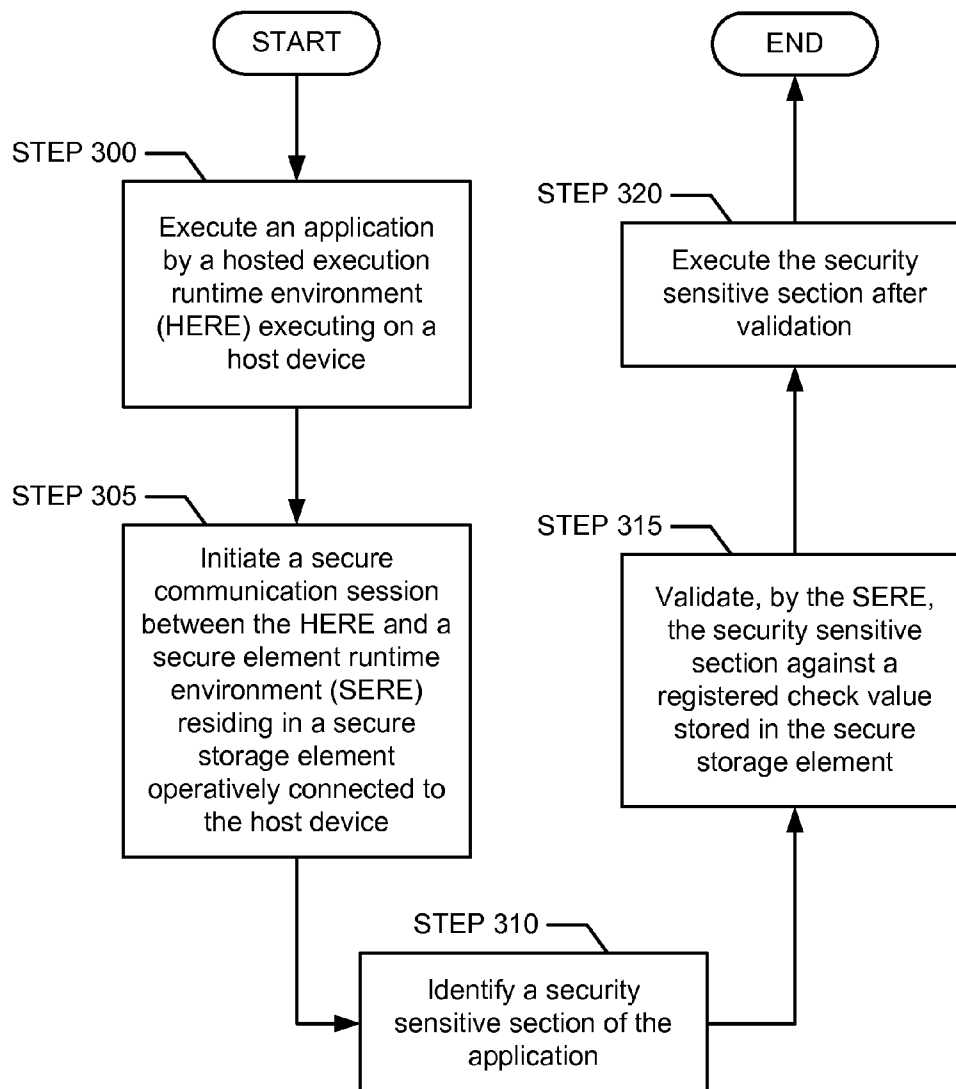 START
STEP 300
Execute an application
by a hosted execution
runtime environment
(HERE) executing on a
host device
STEP 305
Initiate a secure
communication session
between the HERE and a
secure element runtime
environment (SERE)
residing in a secure
storage element
operatively connected to
the host device
STEP 310
Identify a security
sensitive section of the
application
STEP 315
Validate, by the SERE,
the security sensitive
section against a
registered check value
stored in the secure
storage element
STEP 320
Execute the security
sensitive section after
validation
END